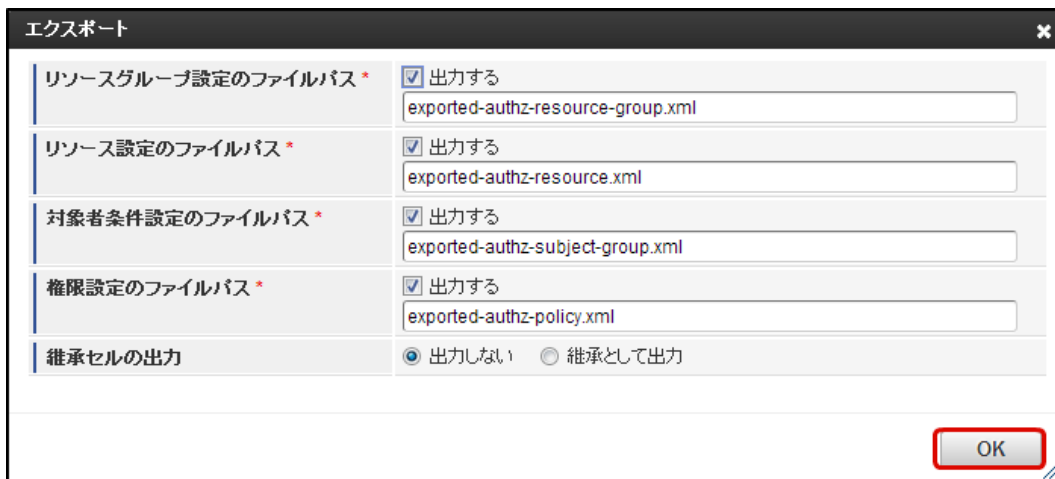 エクスポート
リソースグループ設定のファイルパス *
出力する
exported-authz-resource-group.xml
リソース設定のファイルパス *
出力する
exported-authz-resource.xml
対象者条件設定のファイルパス *
出力する
exported-authz-subject-group.xml
権限設定のファイルパス *
出力する
exported-authz-policy.xml
継承セルの出力
出力しない 継承として出力
OK